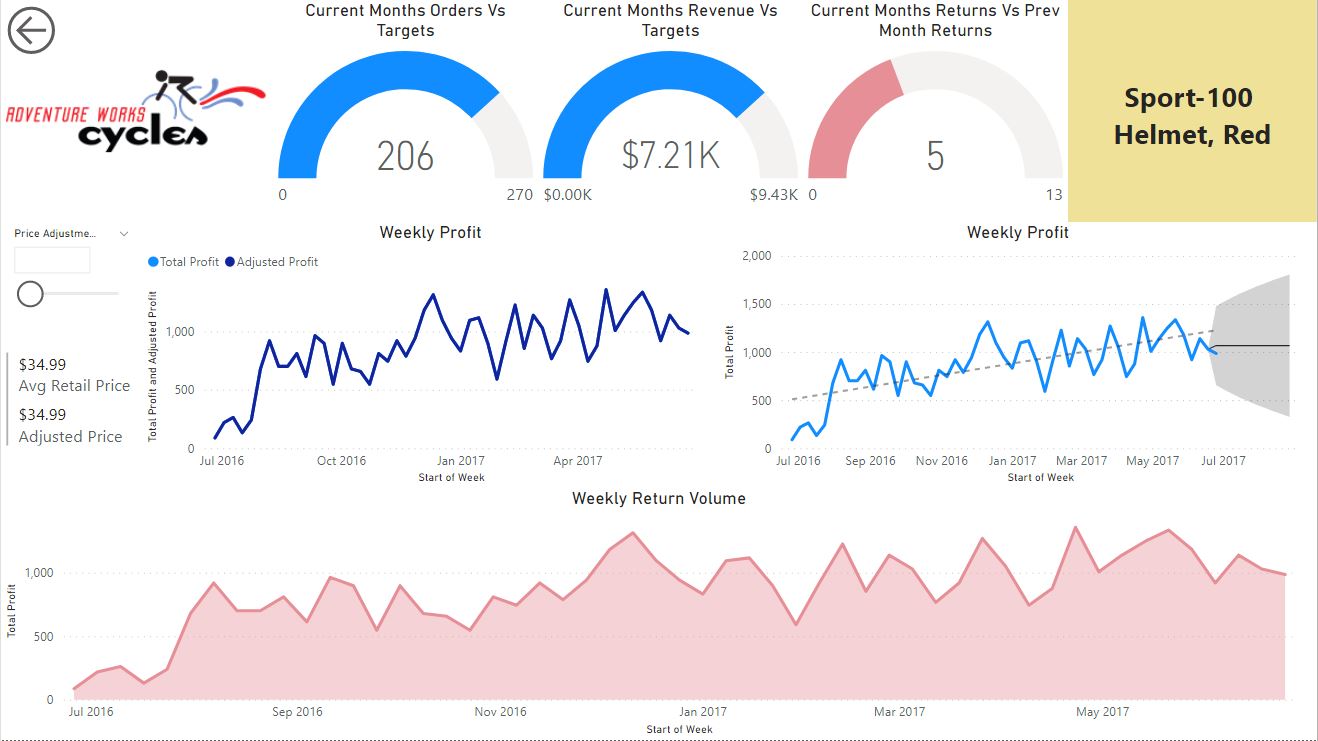 Current Months Orders Vs
Targets
206
0
270
Current Months Revenue Vs
Targets
$7.21K
$0.00K
$9.43K
Current Months Returns Vs Prev
Month Returns
5
0
13
Sport-100
Helmet, Red
ADVENTURE WORKS
cycles
Price Adjustme...
$34.99
Avg Retail Price
$34.99
Adjusted Price
Weekly Profit
Total Profit
Adjusted Profit
Total Profit and Adjusted Profit
1,000
500
0
Jul 2016
Oct 2016
Jan 2017
Apr 2017
Start of Week
Weekly Profit
Total Profit
2,000
1,500
1,000
500
0
Jul 2016
Sep 2016
Nov 2016
Jan 2017
Mar 2017
May 2017
Jul 2017
Start of Week
Weekly Return Volume
Total Profit
1,000
500
0
Jul 2016
Sep 2016
Nov 2016
Jan 2017
Mar 2017
May 2017
Start of Week